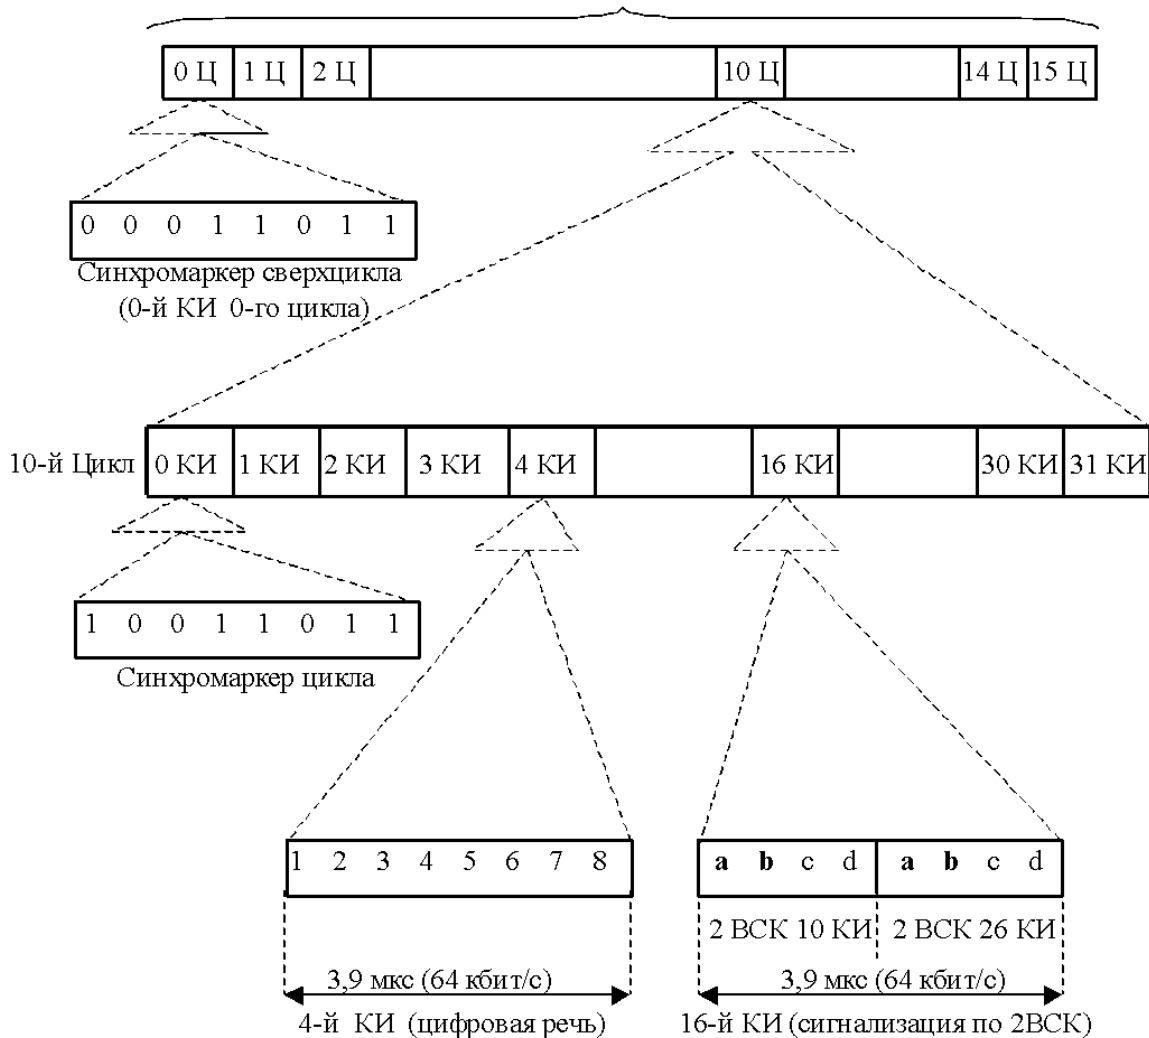 0 Ц 1 Ц 2 Ц 10 Ц 14 Ц 15 Ц
0 0 0 1 1 0 1 1
Синхромаркер сверхцикла
(0-й КИ 0-го цикла)
10-й Цикл 0 КИ 1 КИ 2 КИ 3 КИ 4 КИ 16 КИ 30 КИ 31 КИ
1 0 0 1 1 0 1 1
Синхромаркер цикла
1 2 3 4 5 6 7 8 a b c d a b c d
2 ВСК 10 КИ 2 ВСК 26 КИ
3,9 мкс (64 кбит/с) 3,9 мкс (64 кбит/с)
4-й КИ (цифровая речь) 16-й КИ (сигнализация по 2ВСК)